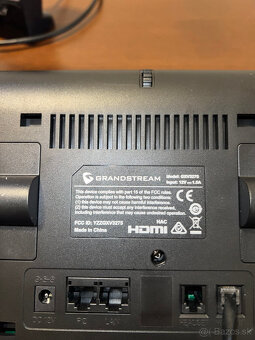 GRANDSTREAM
Model: GXV3275
Input: 12V⎓1.5A
This device complies with part 15 of the FCC rules.
Operation is subject to two conditions:
(1) this device may not cause harmful interference, and
(2) this device must accept any interference received,
including interference that may cause undesired operation
FCC ID: YZZGXV3275
HAC
Made in China
HDMI
PC
LAN
© bazos.sk